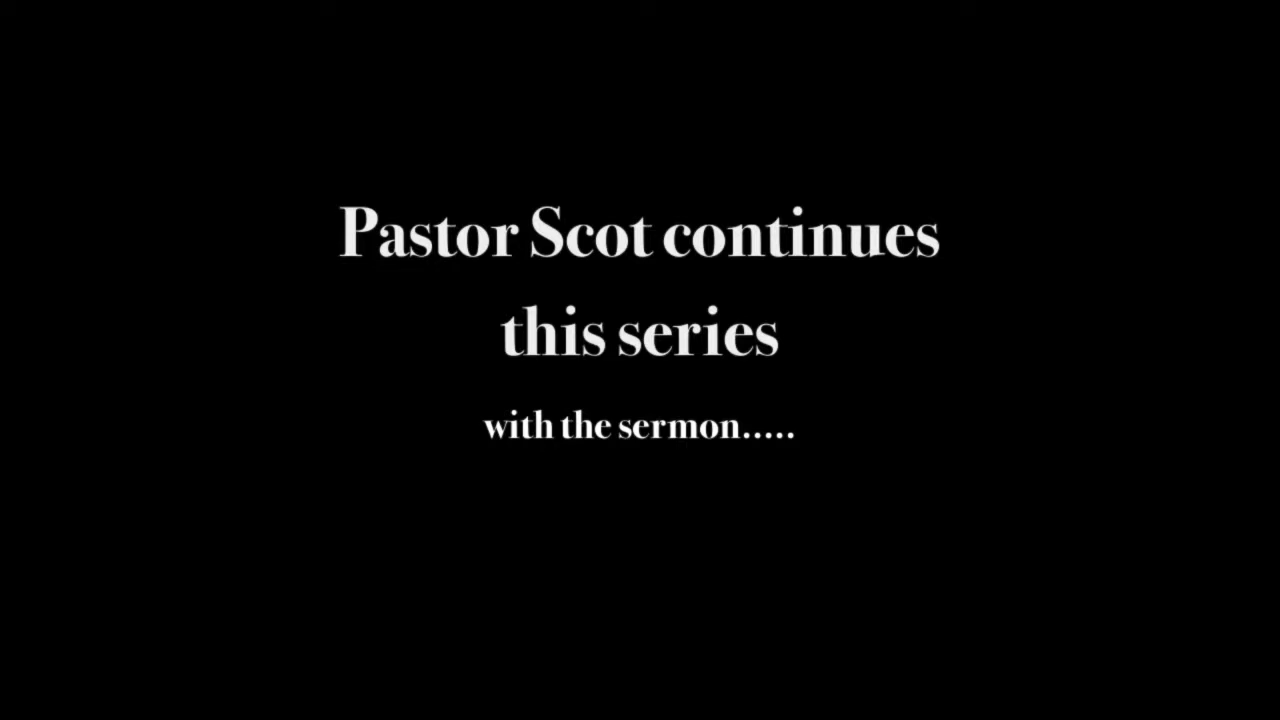 Pastor Scot continues
this series
with the sermon.....